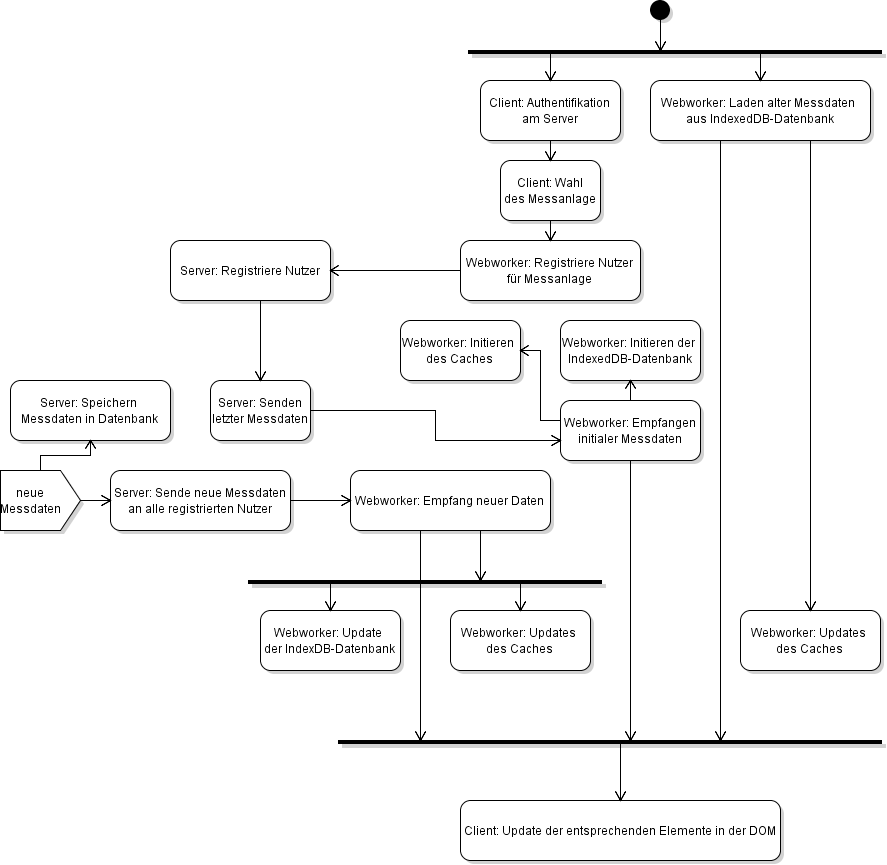 Client: Authentifikation
am Server
Webworker: Laden alter Messdaten
aus IndexedDB-Datenbank
Client: Wahl
des Messanlage
Server: Registriere Nutzer
Webworker: Registriere Nutzer
für Messanlage
Webworker: Initieren
des Caches
Webworker: Initieren der
IndexedDB-Datenbank
Server: Speichern
Messdaten in Datenbank
Server: Senden
letzter Messdaten
Webworker: Empfangen
initialer Messdaten
neue
Messdaten
Server: Sende neue Messdaten
an alle registrierten Nutzer
Webworker: Empfang neuer Daten
Webworker: Update
der IndexDB-Datenbank
Webworker: Updates
des Caches
Webworker: Updates
des Caches
Client: Update der entsprechenden Elemente in der DOM